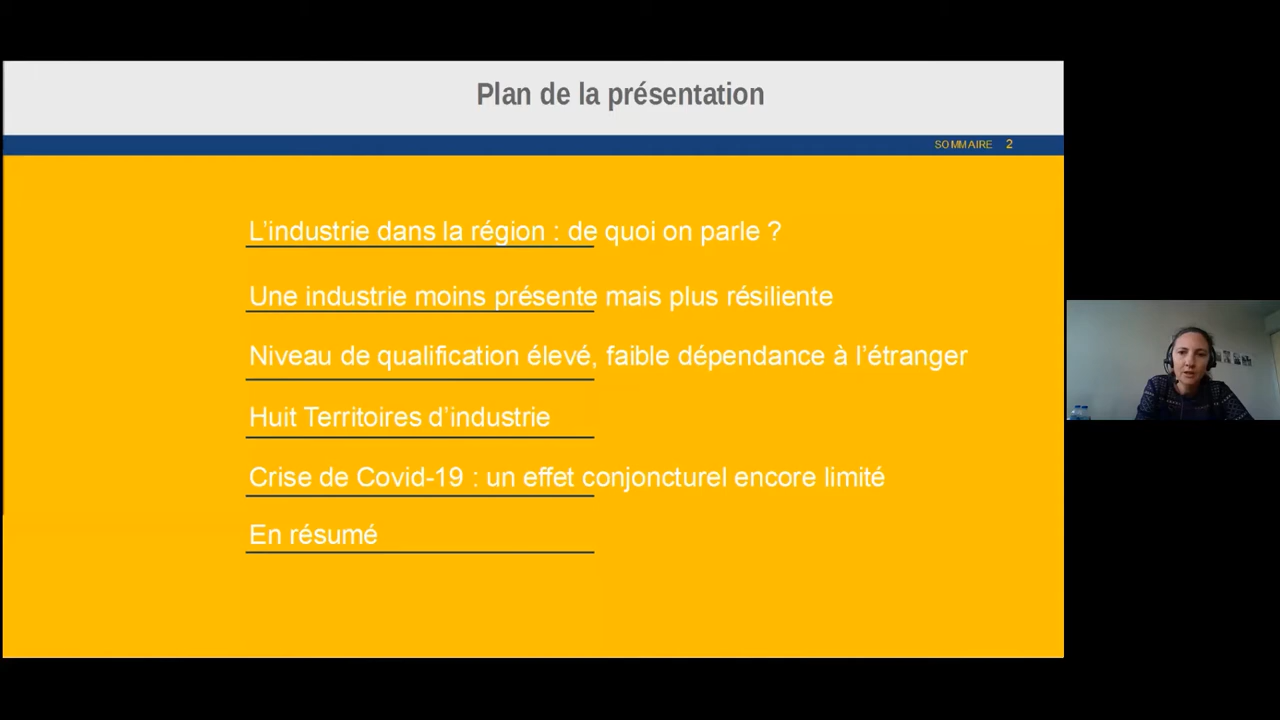 Plan de la présentation
SOMMAIRE 2
L’industrie dans la région : de quoi on parle ?
Une industrie moins présente mais plus résiliente
Niveau de qualification élevé, faible dépendance à l’étranger
Huit Territoires d’industrie
Crise de Covid-19 : un effet conjoncturel encore limité
En résumé